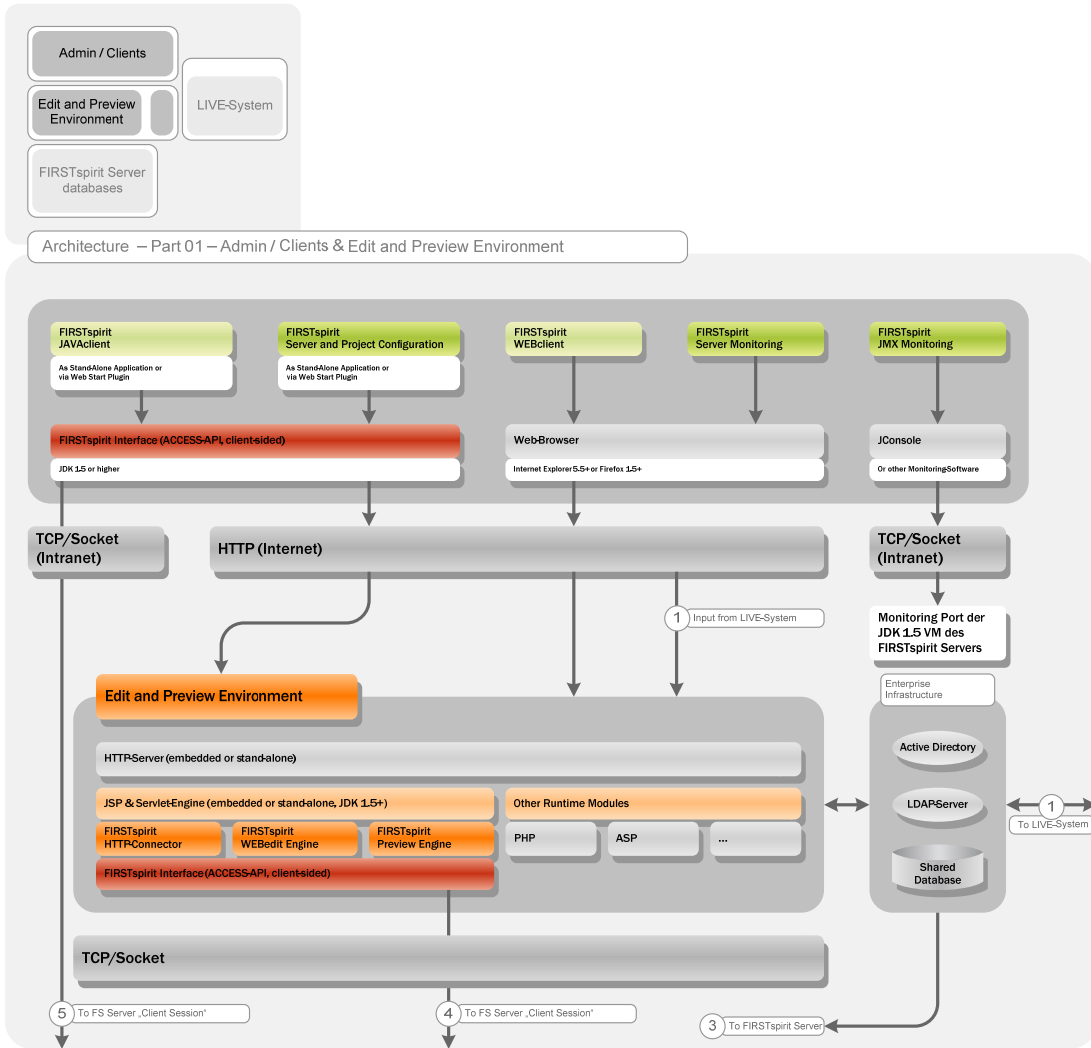 Admin / Clients
Edit and Preview
Environment
LIVE-System
FIRSTspirit Server
databases
Architecture – Part 01 – Admin / Clients & Edit and Preview Environment
FIRSTspirit
JAVAclient
As Stand-Alone Application or
via Web Start Plugin
FIRSTspirit
Server and Project Configuration
As Stand-Alone Application or
via Web Start Plugin
FIRSTspirit
WEBclient
FIRSTspirit
Server Monitoring
FIRSTspirit
JMX Monitoring
FIRSTspirit Interface (ACCESS-API, client-sided)
JDK 1.5 or higher
Web-Browser
Internet Explorer 5.5+ or Firefox 1.5+
JConsole
Or other Monitoring-Software
TCP/Socket
(Intranet)
HTTP (Internet)
TCP/Socket
(Intranet)
1
Input from LIVE-System
Monitoring Port der
JDK 1.5 VM des
FIRSTspirit Servers
Edit and Preview Environment
Enterprise
Infrastructure
HTTP-Server (embedded or stand-alone)
Active Directory
JSP & Servlet-Engine (embedded or stand-alone, JDK 1.5+)
Other Runtime Modules
LDAP-Server
1
To LIVE-System
FIRSTspirit
HTTP-Connector
FIRSTspirit
WEBedit Engine
FIRSTspirit
Preview Engine
PHP
ASP
...
FIRSTspirit Interface (ACCESS-API, client-sided)
Shared
Database
TCP/Socket
5
To FS Server „Client Session“
4
To FS Server „Client Session“
3
To FIRSTspirit Server